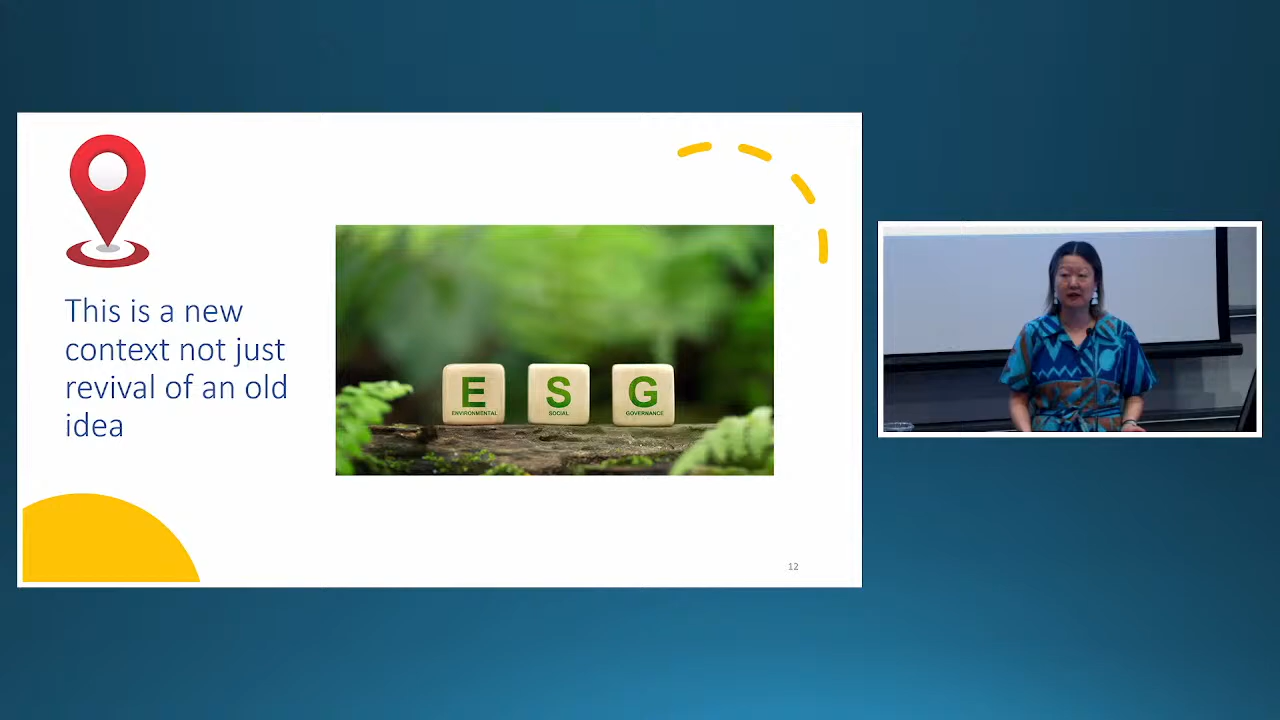 This is a new
context not just
revival of an old
idea
E S G
ENVIRONMENTAL SOCIAL GOVERNANCE
12